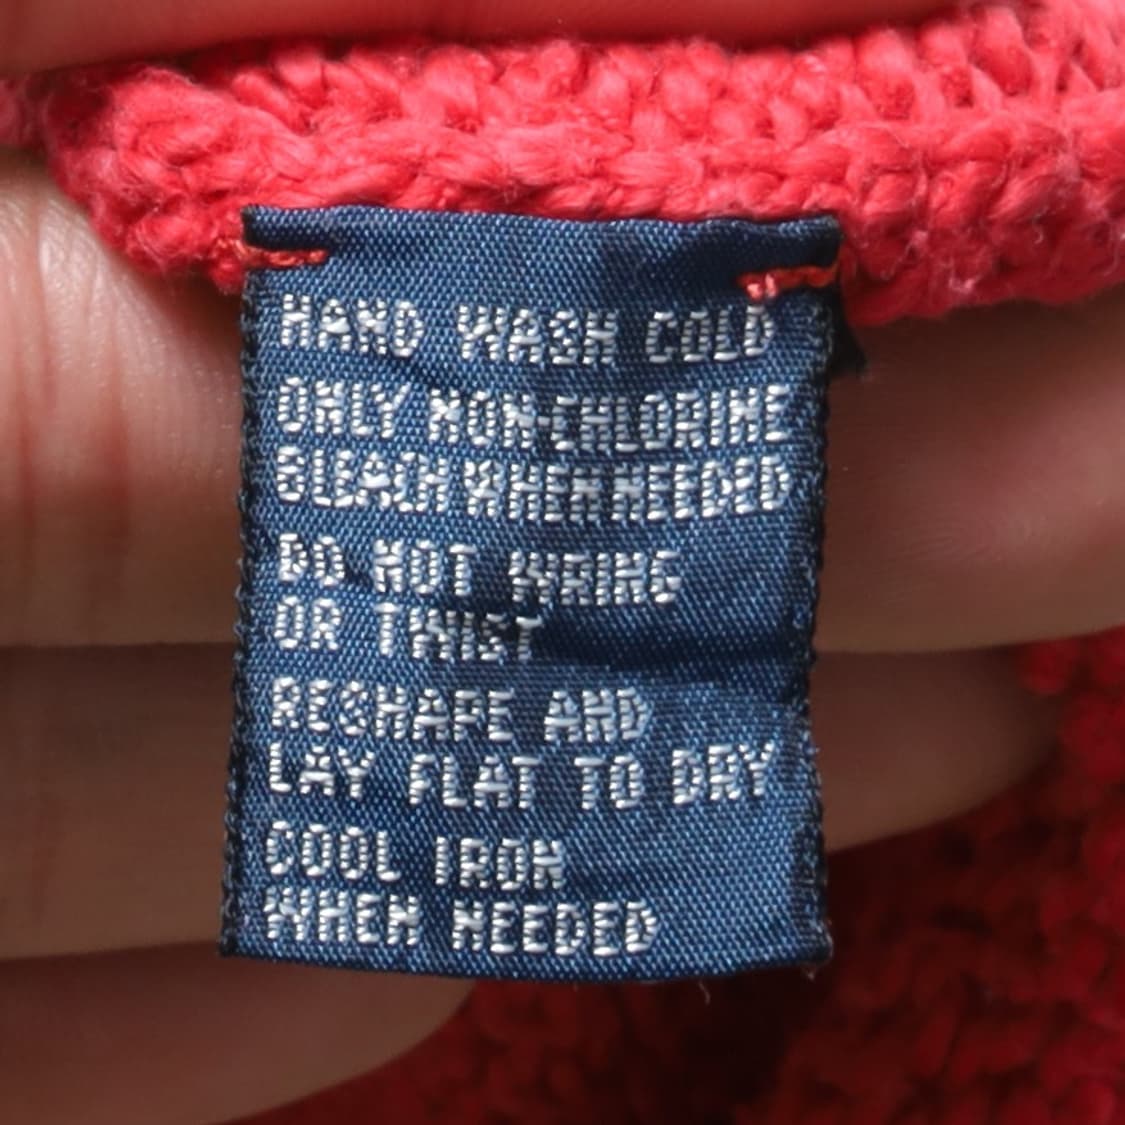 HAND WASH COLD
ONLY NON-CHLORINE
BLEACH WHEN NEEDED
DO NOT WRING
OR TWIST
RESHAPE AND
LAY FLAT TO DRY
COOL IRON
WHEN NEEDED